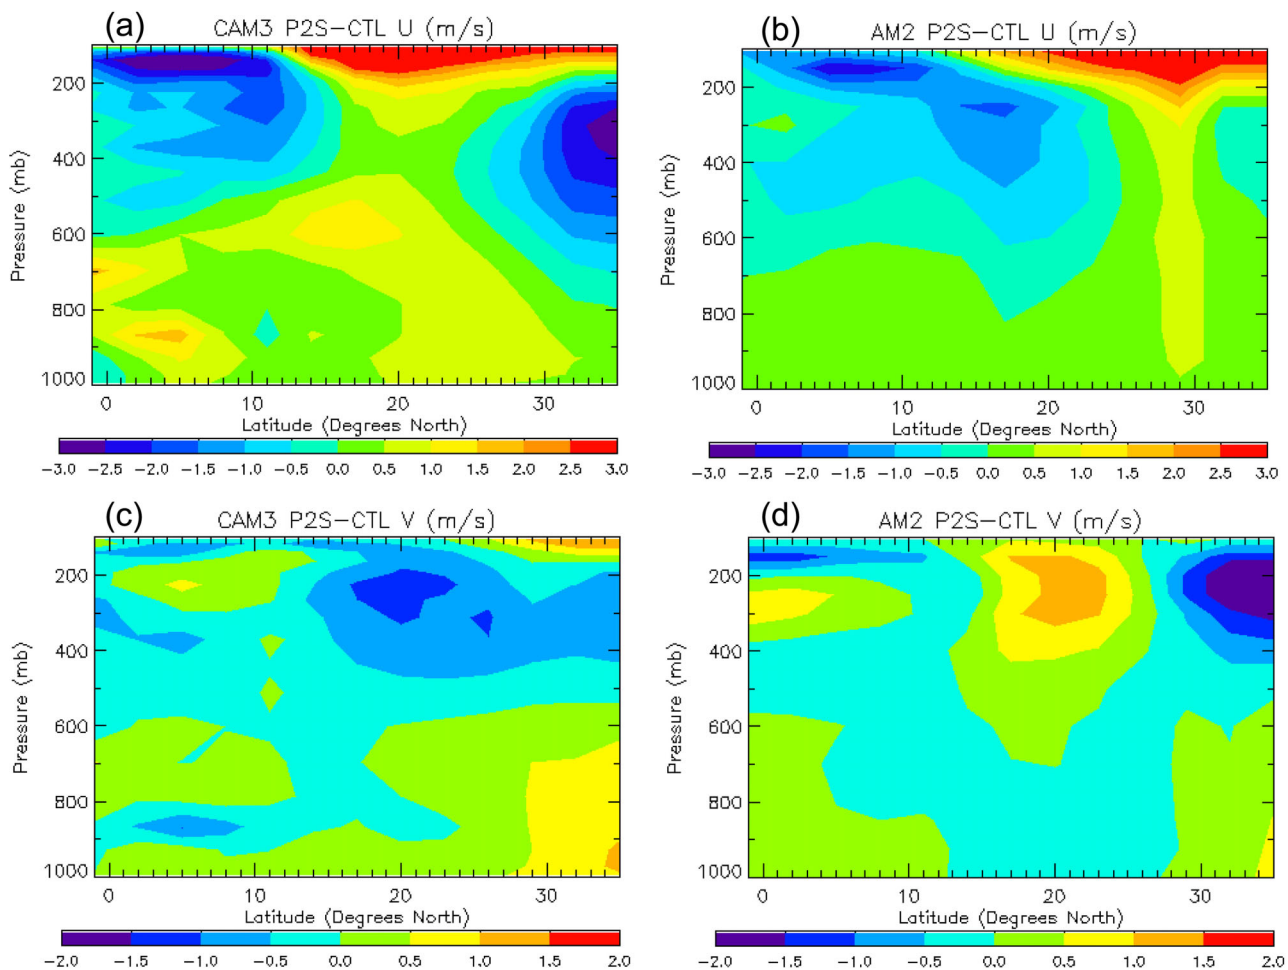 (a) CAM3 P2S-CTL U (m/s)
Pressure (mb)
200
400
600
800
1000
0 10 20 30
Latitude (Degrees North)
-3.0 -2.5 -2.0 -1.5 -1.0 -0.5 0.0 0.5 1.0 1.5 2.0 2.5 3.0
(b) AM2 P2S-CTL U (m/s)
Pressure (mb)
200
400
600
800
1000
0 10 20 30
Latitude (Degrees North)
-3.0 -2.5 -2.0 -1.5 -1.0 -0.5 0.0 0.5 1.0 1.5 2.0 2.5 3.0
(c) CAM3 P2S-CTL V (m/s)
Pressure (mb)
200
400
600
800
1000
0 10 20 30
Latitude (Degrees North)
-2.0 -1.5 -1.0 -0.5 0.0 0.5 1.0 1.5 2.0
(d) AM2 P2S-CTL V (m/s)
Pressure (mb)
200
400
600
800
1000
0 10 20 30
Latitude (Degrees North)
-2.0 -1.5 -1.0 -0.5 0.0 0.5 1.0 1.5 2.0